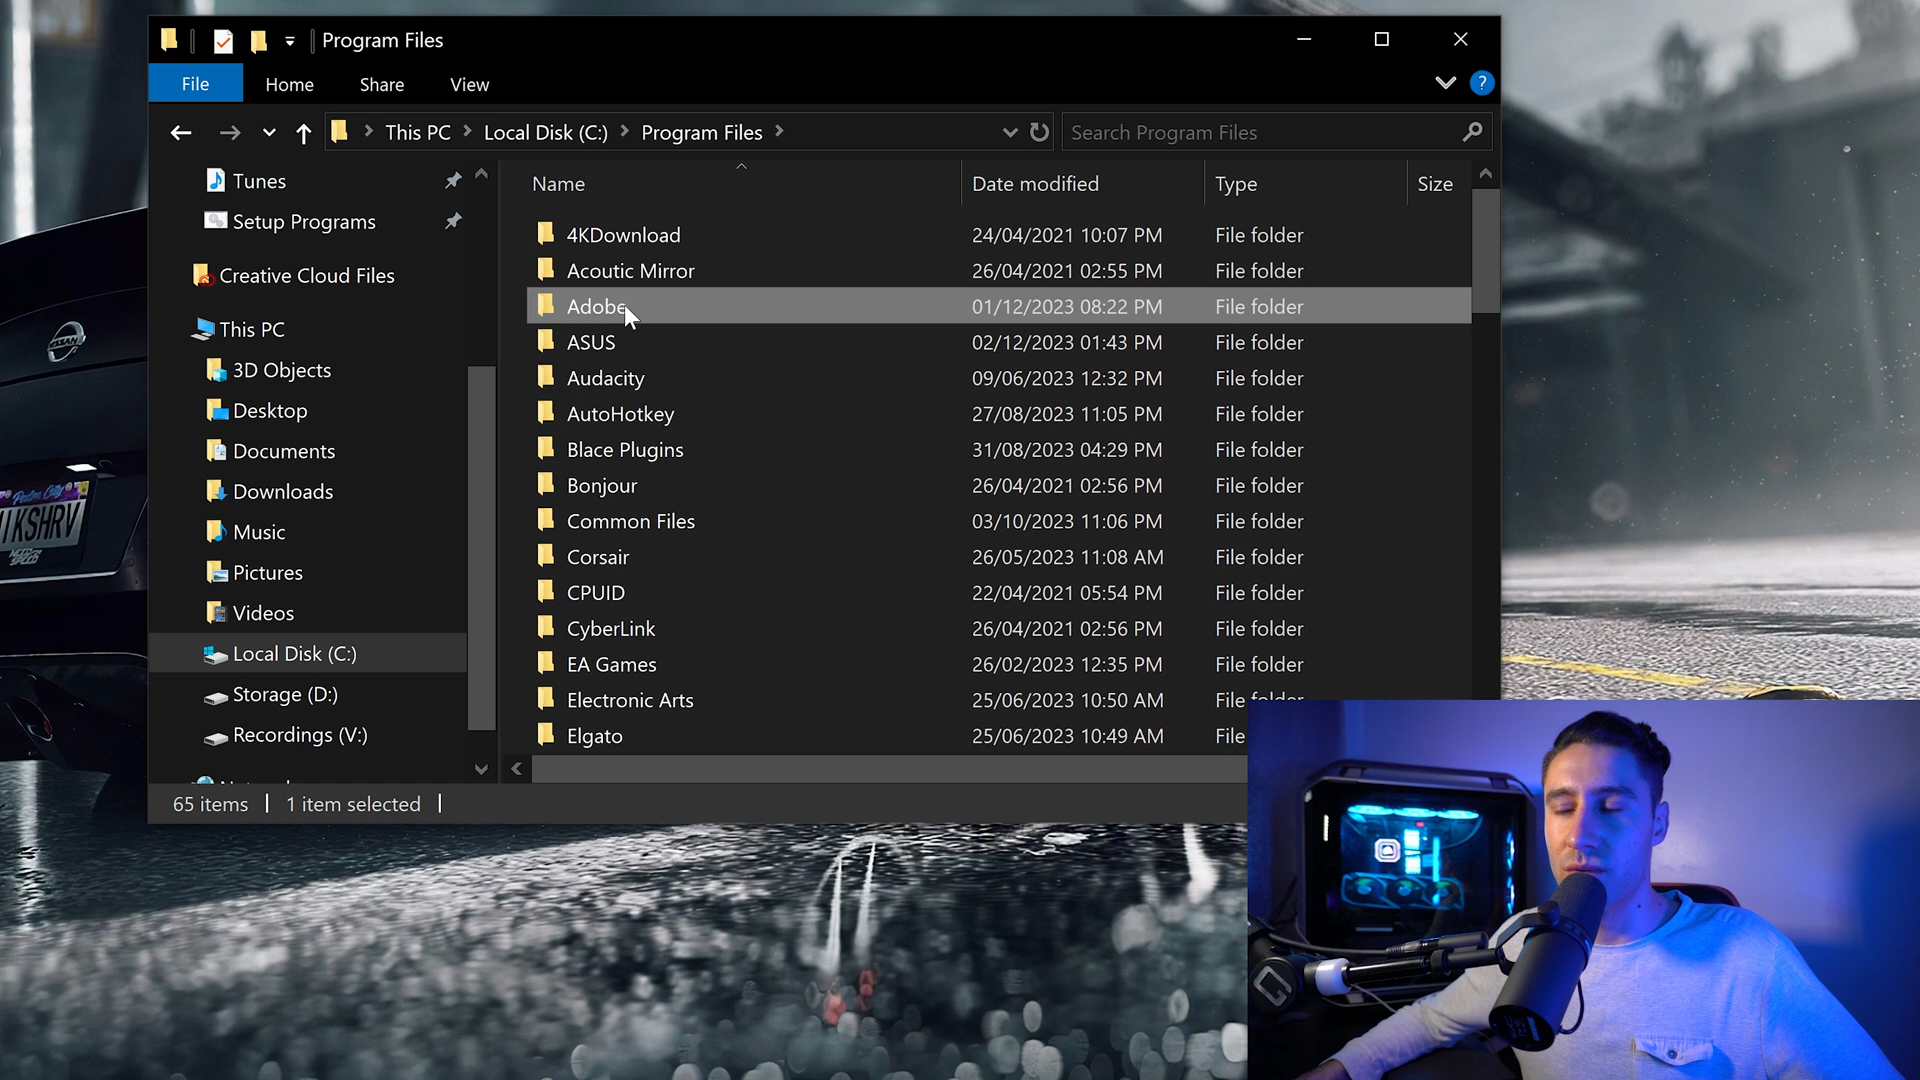 Program Files
File Home Share View
This PC Local Disk (C:) Program Files
Search Program Files
Tunes
Setup Programs
Creative Cloud Files
This PC
3D Objects
Desktop
Documents
Downloads
Music
Pictures
Videos
Local Disk (C:)
Storage (D:)
Recordings (V:)
Name Date modified Type Size
4KDownload 24/04/2021 10:07 PM File folder
Acoutic Mirror 26/04/2021 02:55 PM File folder
Adobe 01/12/2023 08:22 PM File folder
ASUS 02/12/2023 01:43 PM File folder
Audacity 09/06/2023 12:32 PM File folder
AutoHotkey 27/08/2023 11:05 PM File folder
Blace Plugins 31/08/2023 04:29 PM File folder
Bonjour 26/04/2021 02:56 PM File folder
Common Files 03/10/2023 11:06 PM File folder
Corsair 26/05/2023 11:08 AM File folder
CPUID 22/04/2021 05:54 PM File folder
CyberLink 26/04/2021 02:56 PM File folder
EA Games 26/02/2023 12:35 PM File folder
Electronic Arts 25/06/2023 10:50 AM File folder
Elgato 25/06/2023 10:49 AM File
65 items 1 item selected
NISSAN
Palm City
KSHRV